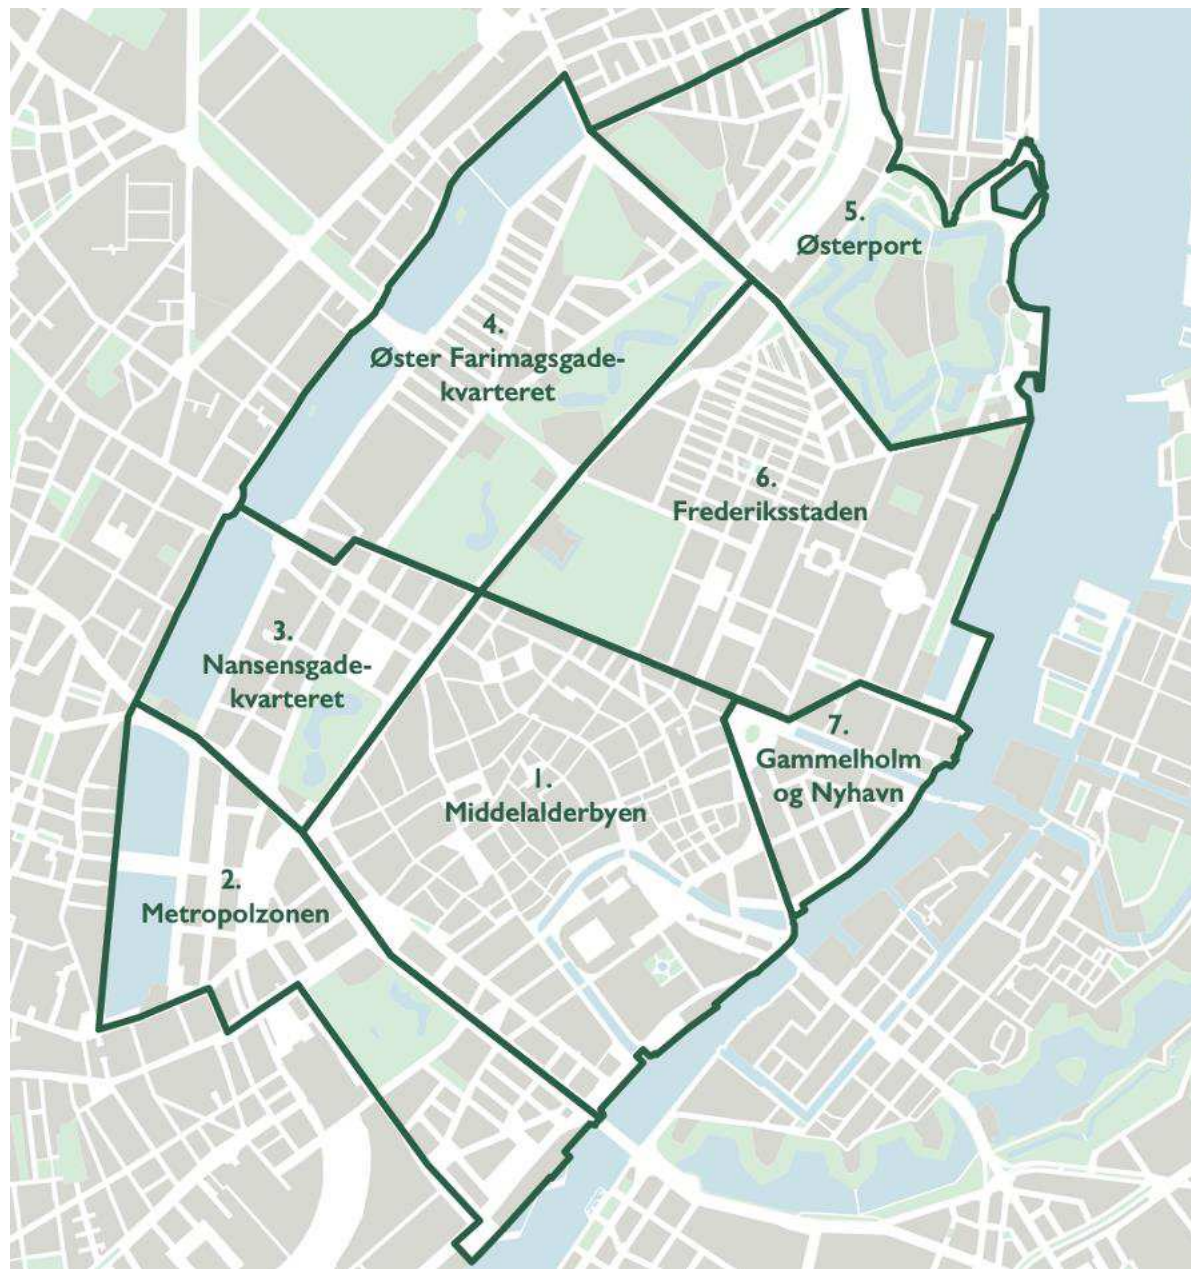 5.
Østerport
4.
Øster Farimagsgade-
kvarteret
6.
Frederiksstaden
3.
Nansensgade-
kvarteret
7.
Gammelholm
og Nyhavn
1.
Middelalderbyen
2.
Metropolzonen